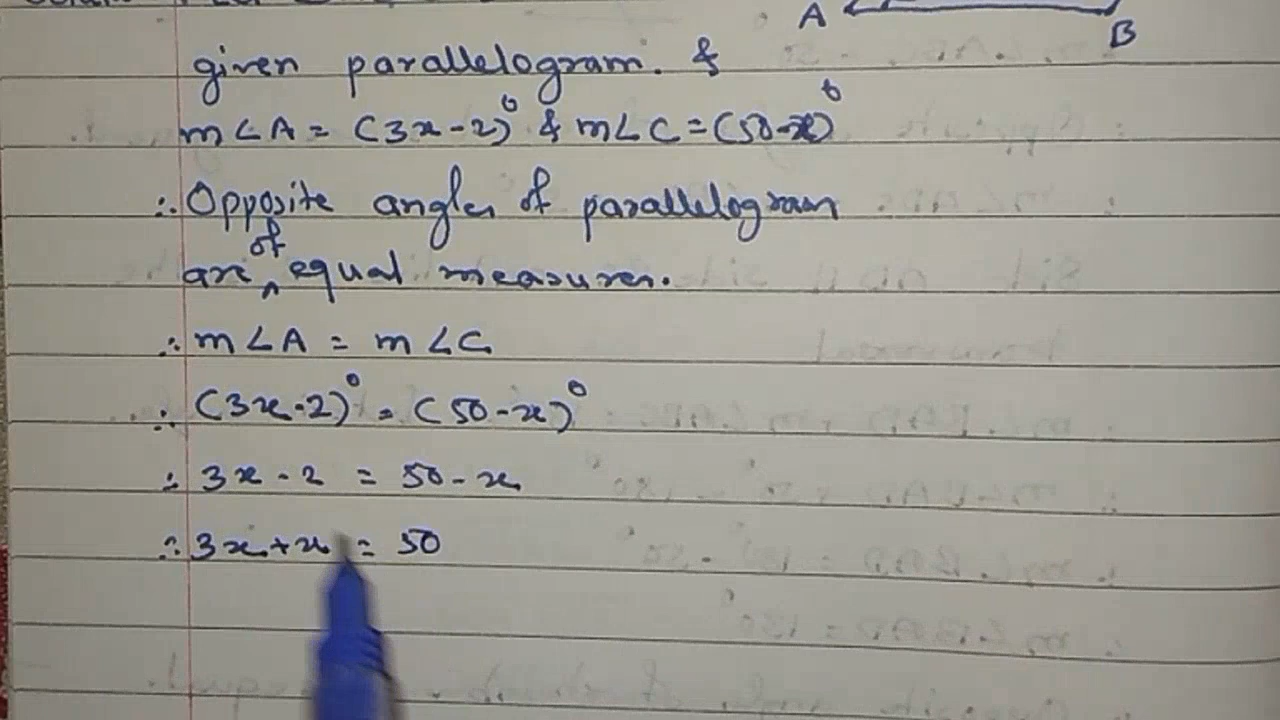 A
B
given parallelogram. &
m∠A = (3x-2)° & m∠C = (50-x)°
∴ Opposite angles of parallelogram
of
are ^ equal measures.
∴ m∠A = m∠C
∴ (3x-2)° = (50-x)°
∴ 3x - 2 = 50 - x
∴ 3x + x = 50